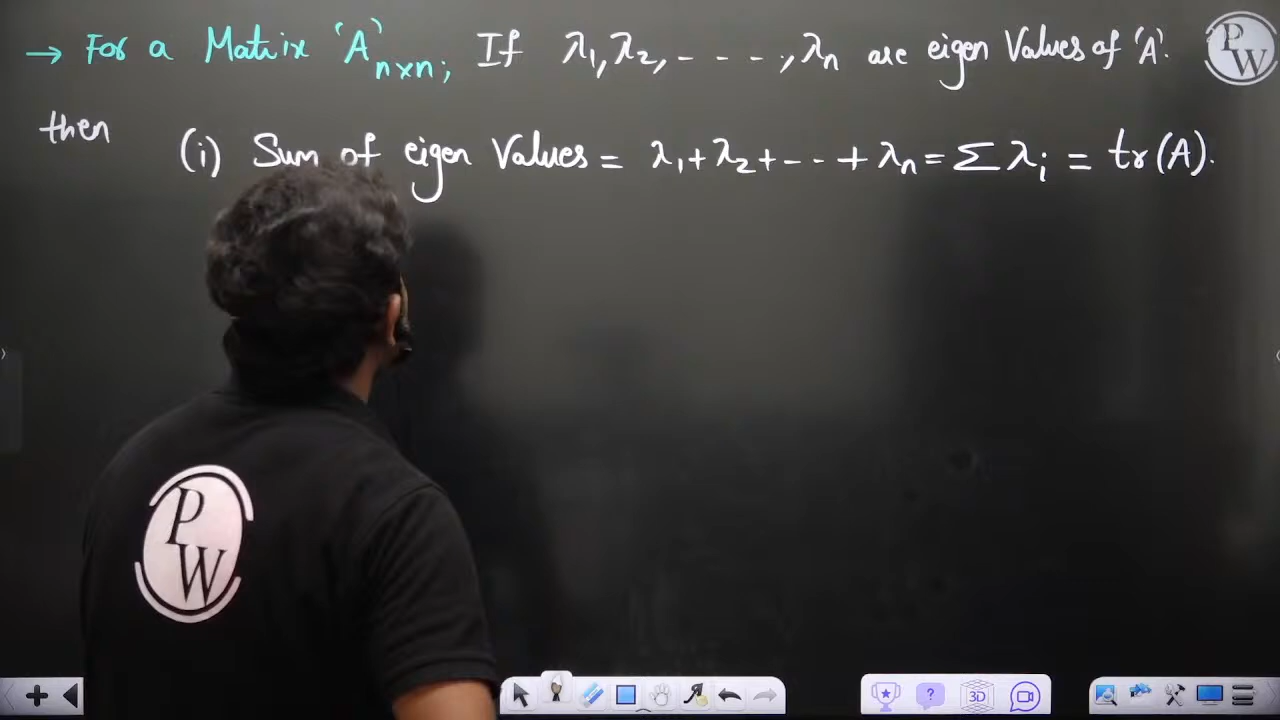 → For a Matrix 'A'n×n; If λ1, λ2, - - - -, λn are eigen Values of 'A'.
then (i) Sum of eigen Values = λ1 + λ2 + - - - + λn = Σ λi = tr(A).
PW
PW
3D